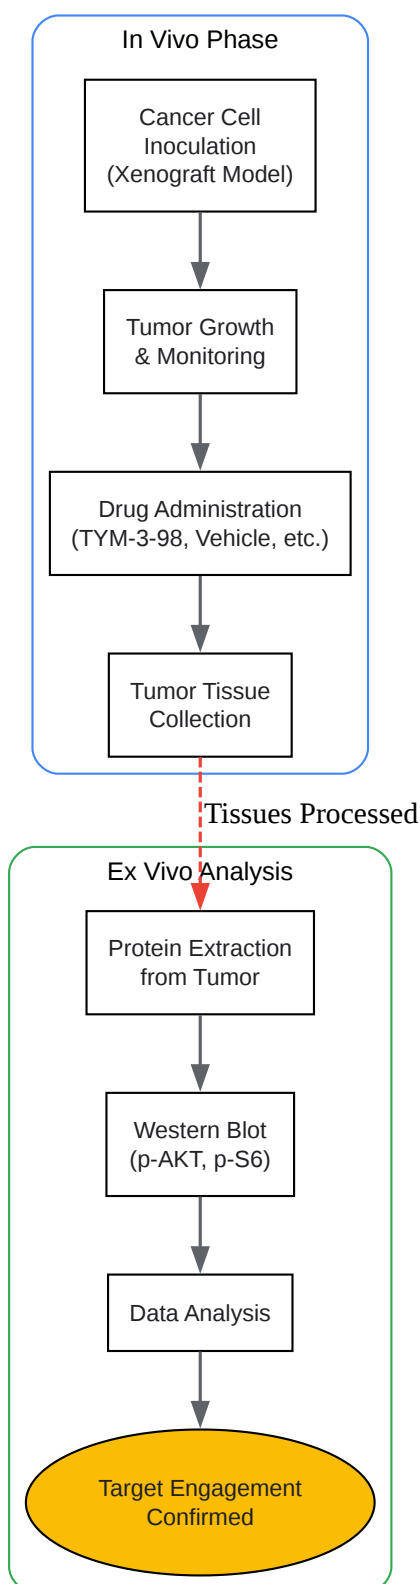 In Vivo Phase
Cancer Cell
Inoculation
(Xenograft Model)
Tumor Growth
& Monitoring
Drug Administration
(TYM-3-98, Vehicle, etc.)
Tumor Tissue
Collection
Tissues Processed
Ex Vivo Analysis
Protein Extraction
from Tumor
Western Blot
(p-AKT, p-S6)
Data Analysis
Target Engagement
Confirmed